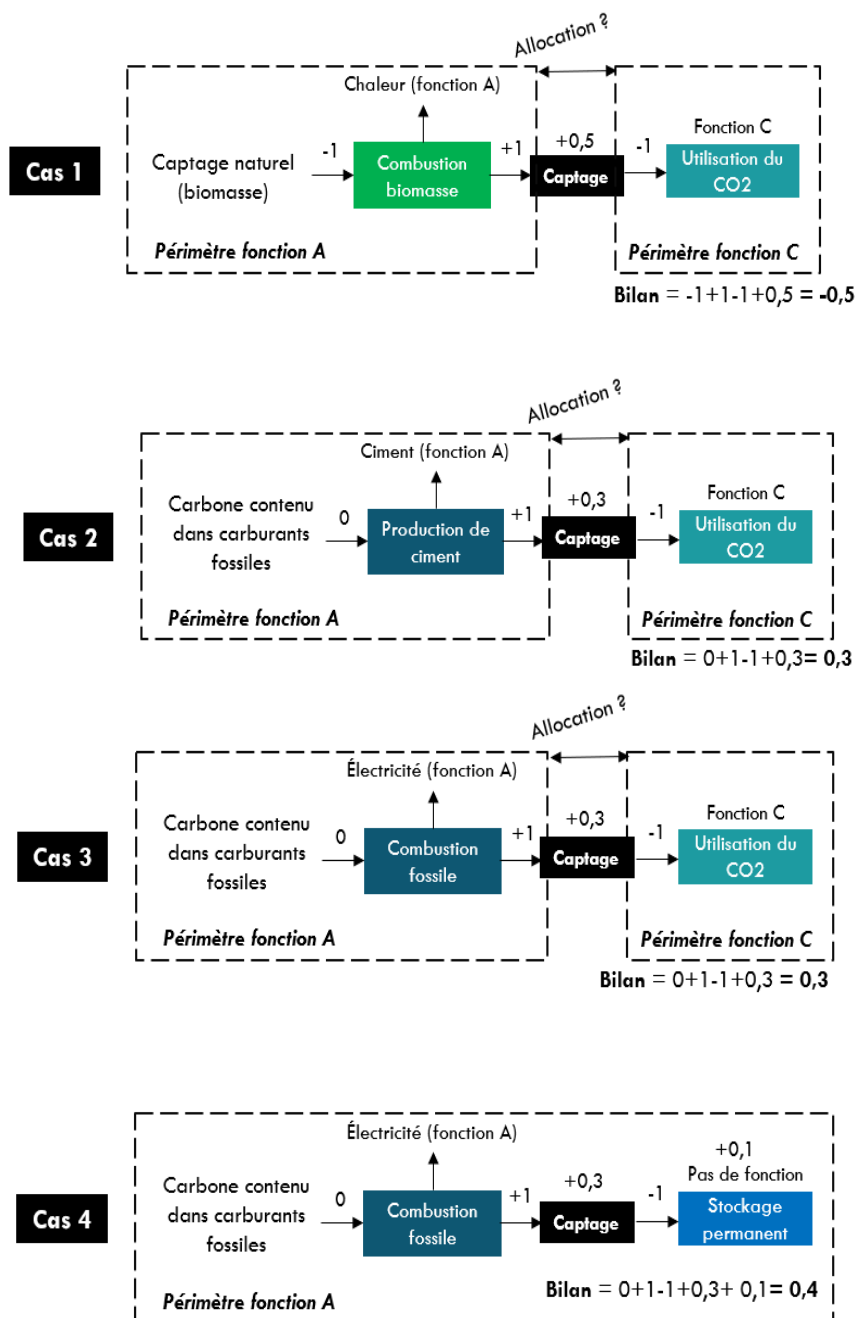 Allocation ?
Chaleur (fonction A)
Cas 1
Captage naturel
(biomasse)
-1
Combustion
biomasse
+1
+0,5
Captage
-1
Fonction C
Utilisation du
CO2
Périmètre fonction A
Périmètre fonction C
Bilan = -1+1-1+0,5 = -0,5
Allocation ?
Ciment (fonction A)
Cas 2
Carbone contenu
dans carburants
fossiles
0
Production de
ciment
+1
+0,3
Captage
-1
Fonction C
Utilisation du
CO2
Périmètre fonction A
Périmètre fonction C
Bilan = 0+1-1+0,3= 0,3
Allocation ?
Électricité (fonction A)
Cas 3
Carbone contenu
dans carburants
fossiles
0
Combustion
fossile
+1
+0,3
Captage
-1
Fonction C
Utilisation du
CO2
Périmètre fonction A
Périmètre fonction C
Bilan = 0+1-1+0,3 = 0,3
Électricité (fonction A)
Cas 4
Carbone contenu
dans carburants
fossiles
0
Combustion
fossile
+1
+0,3
Captage
-1
+0,1
Pas de fonction
Stockage
permanent
Bilan = 0+1-1+0,3+ 0,1= 0,4
Périmètre fonction A